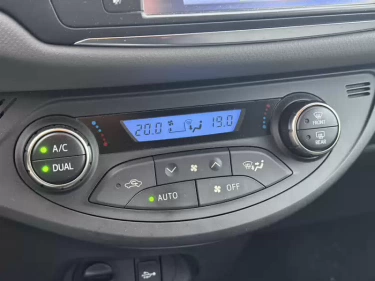 20.0 19.0
A/C
DUAL
FRONT
REAR
AUTO
OFF